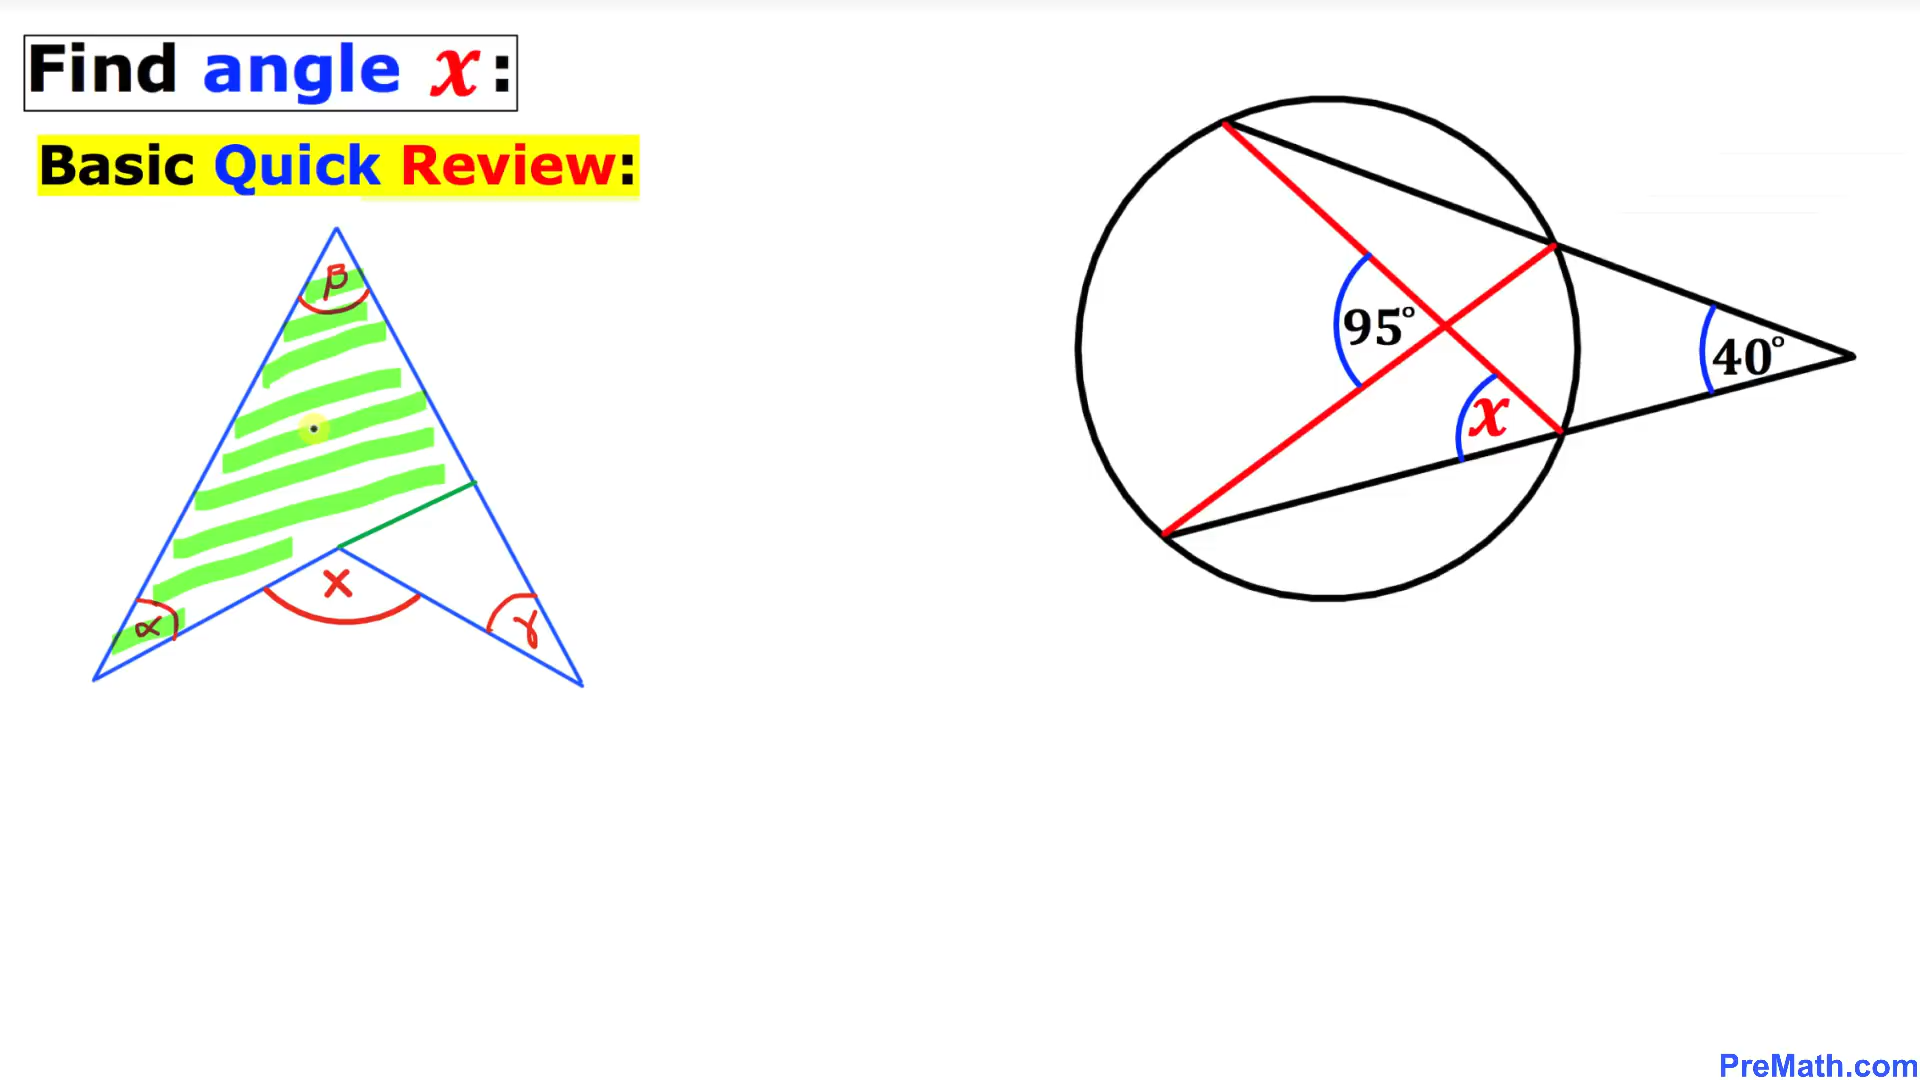 Find angle x:
Basic Quick Review:
β
α
x
γ
95°
40°
x
PreMath.com